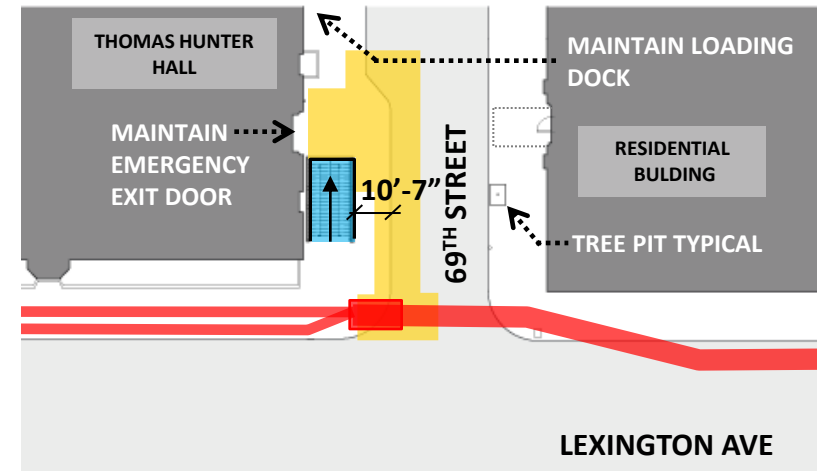 THOMAS HUNTER
HALL
MAINTAIN LOADING
DOCK
MAINTAIN
EMERGENCY
EXIT DOOR
RESIDENTIAL
BULDING
10’-7”
69TH STREET
TREE PIT TYPICAL
LEXINGTON AVE